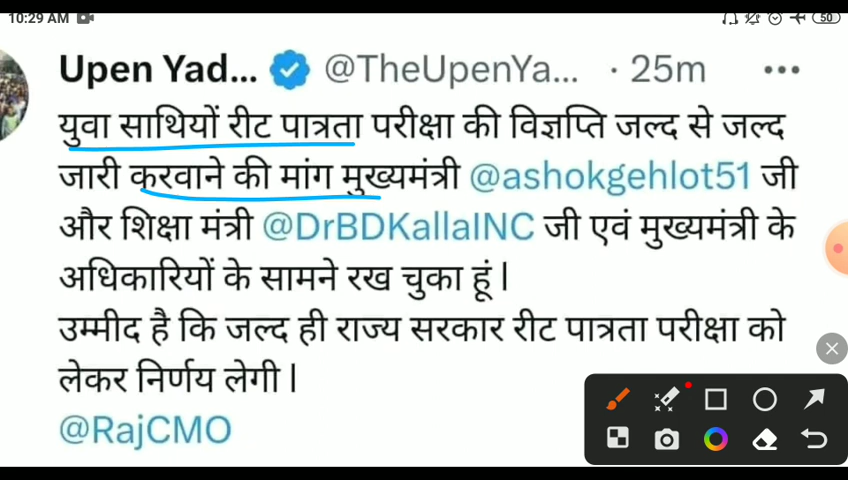 10:29 AM
50
Upen Yad... @TheUpenYa... · 25m
युवा साथियों रीट पात्रता परीक्षा की विज्ञप्ति जल्द से जल्द
जारी करवाने की मांग मुख्यमंत्री @ashokgehlot51 जी
और शिक्षा मंत्री @DrBDKallaINC जी एवं मुख्यमंत्री के
अधिकारियों के सामने रख चुका हूं |
उम्मीद है कि जल्द ही राज्य सरकार रीट पात्रता परीक्षा को
लेकर निर्णय लेगी |
@RajCMO